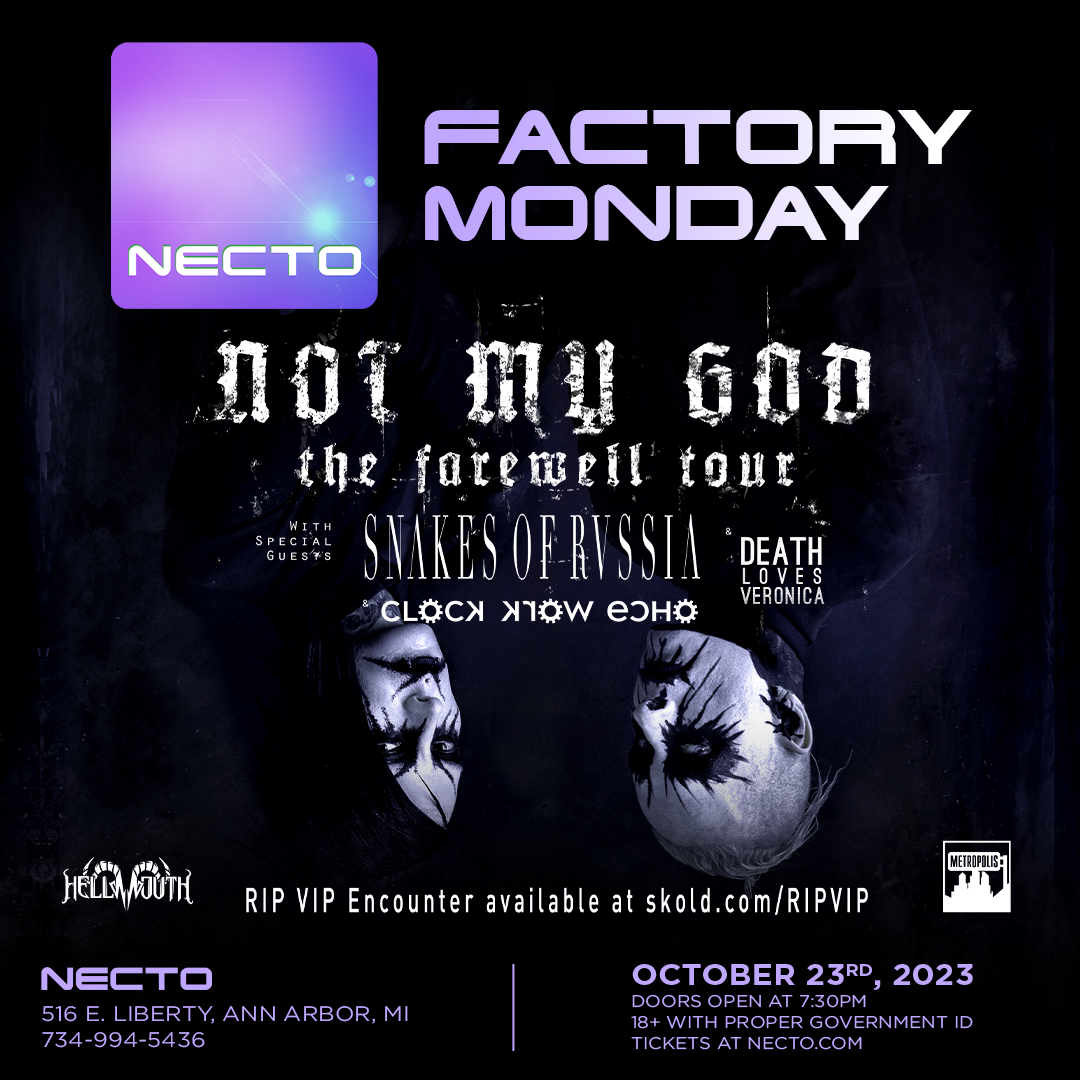 NECTO
FACTORY
MONDAY
NOT MY GOD
the farewell tour
WITH
SPECIAL
GUESTS
SNAKES OF RVSSIA
&
DEATH
LOVES
VERONICA
& CLOCK WORK ECHO
HELLMOUTH
METROPOLIS
RIP VIP Encounter available at skold.com/RIPVIP
NECTO
516 E. LIBERTY, ANN ARBOR, MI
734-994-5436
OCTOBER 23RD, 2023
DOORS OPEN AT 7:30PM
18+ WITH PROPER GOVERNMENT ID
TICKETS AT NECTO.COM